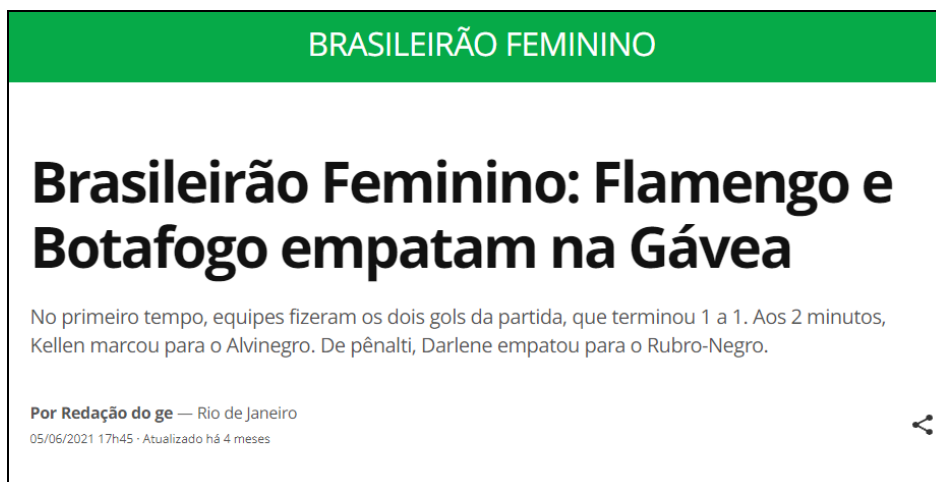 BRASILEIRÃO FEMININO
Brasileirão Feminino: Flamengo e
Botafogo empatam na Gávea
No primeiro tempo, equipes fizeram os dois gols da partida, que terminou 1 a 1. Aos 2 minutos,
Kellen marcou para o Alvinegro. De pênalti, Darlene empatou para o Rubro-Negro.
Por Redação do ge — Rio de Janeiro
05/06/2021 17h45 · Atualizado há 4 meses